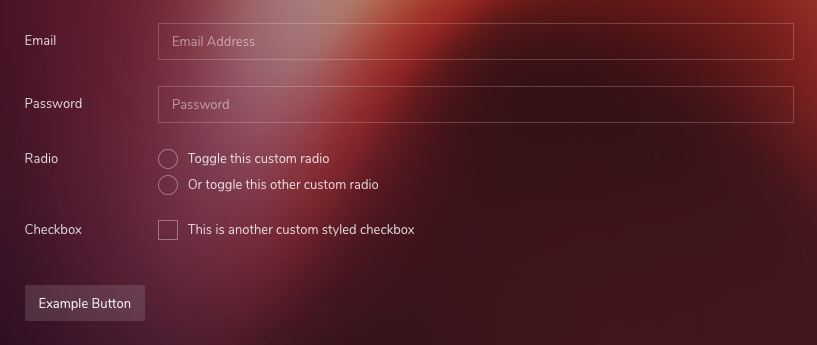 Email
Email Address
Password
Password
Radio
Toggle this custom radio
Or toggle this other custom radio
Checkbox
This is another custom styled checkbox
Example Button